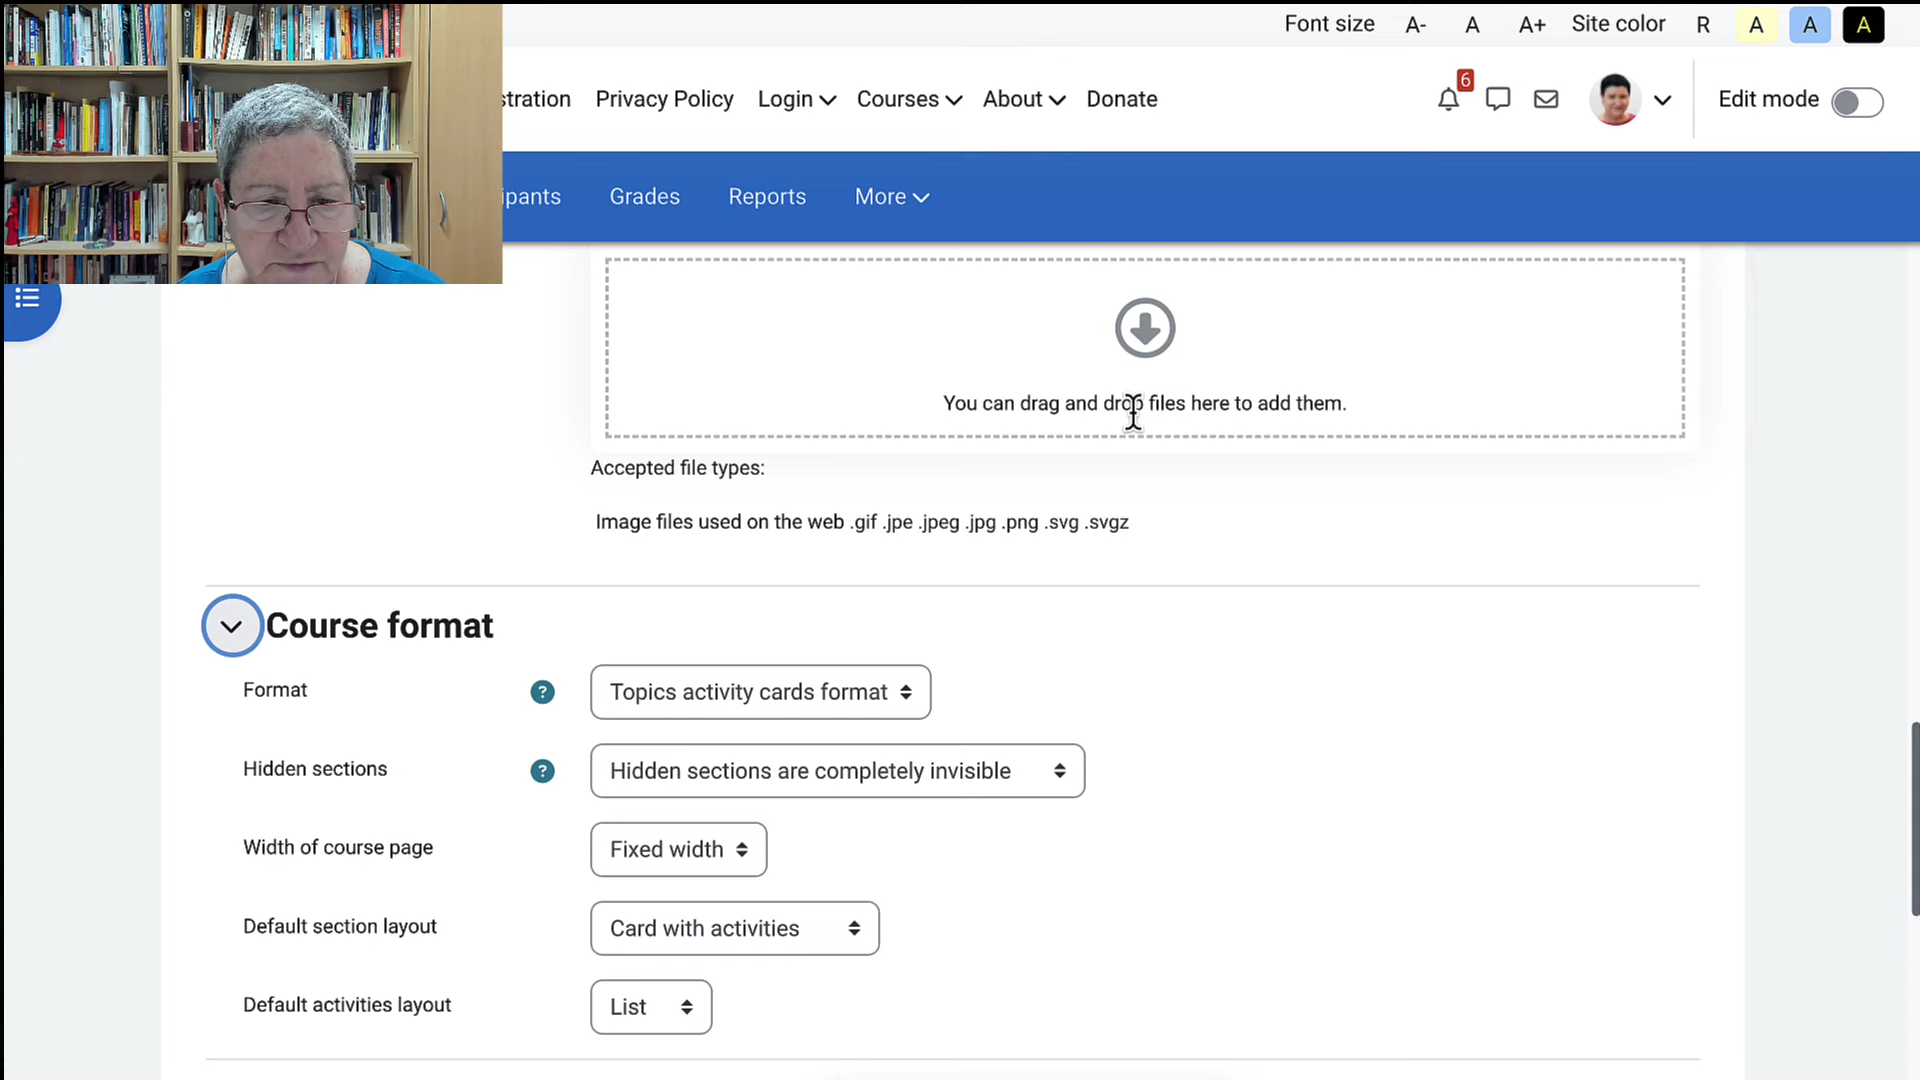 Font size A- A A+ Site color R A A A
stration Privacy Policy Login Courses About Donate 6 Edit mode
ipants Grades Reports More
You can drag and drop files here to add them.
Accepted file types:
Image files used on the web .gif .jpe .jpeg .jpg .png .svg .svgz
Course format
Format ? Topics activity cards format
Hidden sections ? Hidden sections are completely invisible
Width of course page Fixed width
Default section layout Card with activities
Default activities layout List